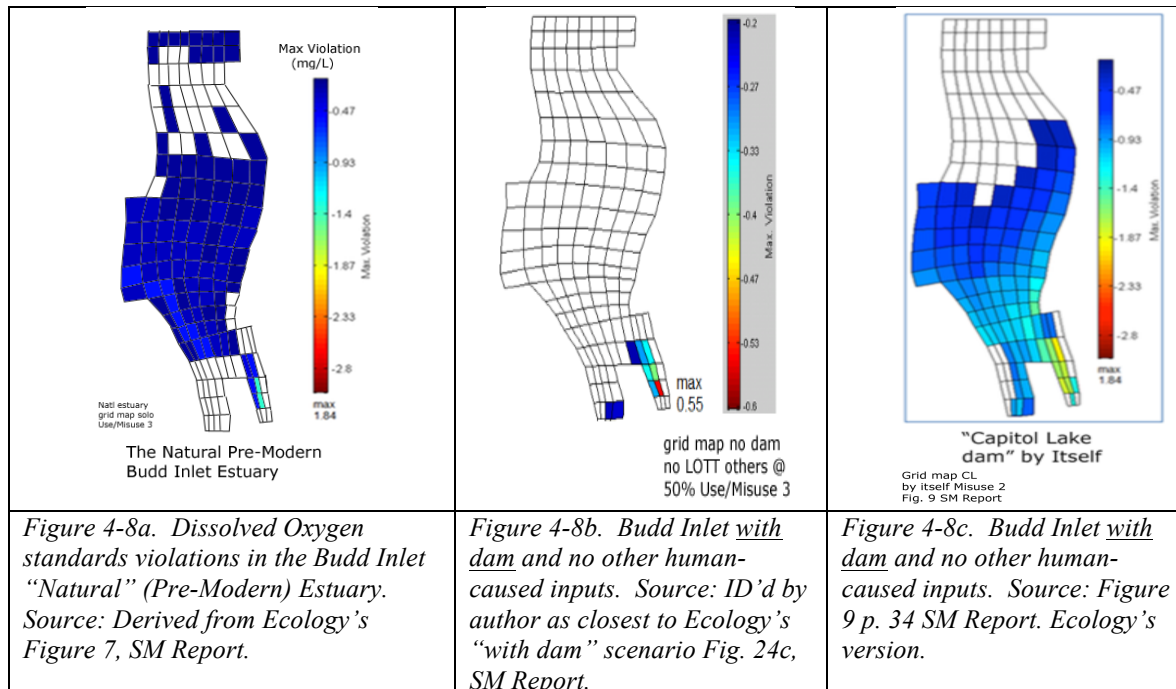 Max Violation
(mg/L)
-0.47
-0.93
-1.4
-1.87
-2.33
-2.8
Max. Violation
max
1.84
Natl estuary
grid map solo
Use/Misuse 3
The Natural Pre-Modern
Budd Inlet Estuary
-0.2
-0.27
-0.33
-0.4
-0.47
-0.53
-0.6
Max. Violation
max
0.55
grid map no dam
no LOTT others @
50% Use/Misuse 3
-0.47
-0.93
-1.4
-1.87
-2.33
-2.8
Max. Violation
max
1.84
“Capitol Lake
dam” by Itself
Grid map CL
by itself Misuse 2
Fig. 9 SM Report
Figure 4-8a. Dissolved Oxygen
standards violations in the Budd Inlet
“Natural” (Pre-Modern) Estuary.
Source: Derived from Ecology’s
Figure 7, SM Report.
Figure 4-8b. Budd Inlet with
dam and no other human-
caused inputs. Source: ID’d by
author as closest to Ecology’s
“with dam” scenario Fig. 24c,
SM Report.
Figure 4-8c. Budd Inlet with
dam and no other human-
caused inputs. Source: Figure
9 p. 34 SM Report. Ecology’s
version.